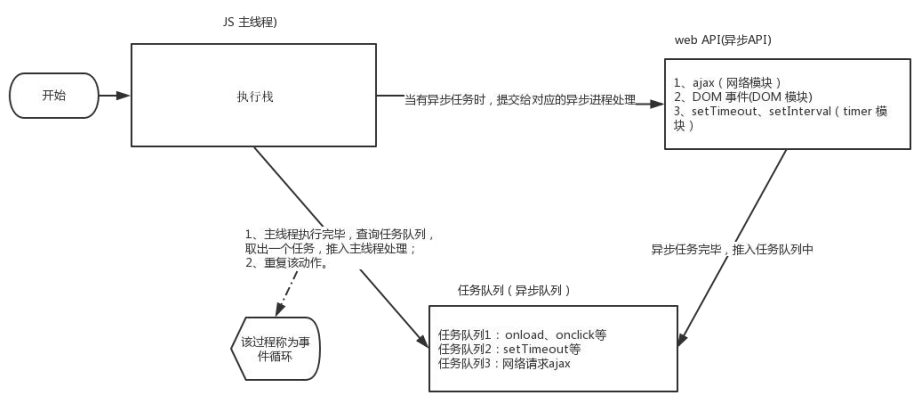 JS 主线程)
web API(异步API)
开始
执行栈
当有异步任务时，提交给对应的异步进程处理
1、ajax（网络模块）
2、DOM 事件(DOM 模块)
3、setTimeout、setInterval（timer 模
块）
1、主线程执行完毕，查询任务队列，
取出一个任务，推入主线程处理；
2、重复该动作。
异步任务完毕，推入任务队列中
任务队列（异步队列）
该过程称为事
件循环
任务队列1： onload、onclick等
任务队列2：setTimeout等
任务队列3：网络请求ajax